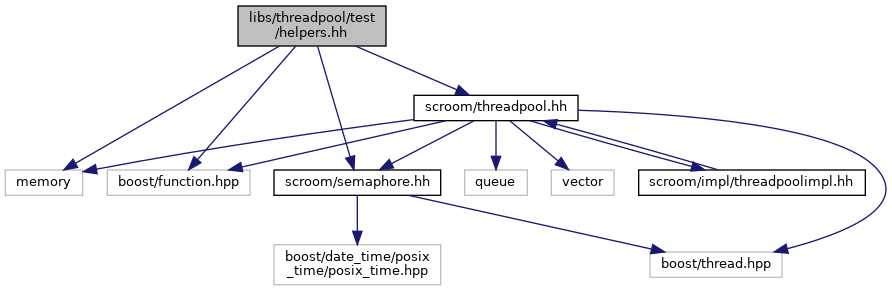 libs/threadpool/test
/helpers.hh
scroom/threadpool.hh
memory
boost/function.hpp
scroom/semaphore.hh
queue
vector
scroom/impl/threadpoolimpl.hh
boost/date_time/posix
_time/posix_time.hpp
boost/thread.hpp